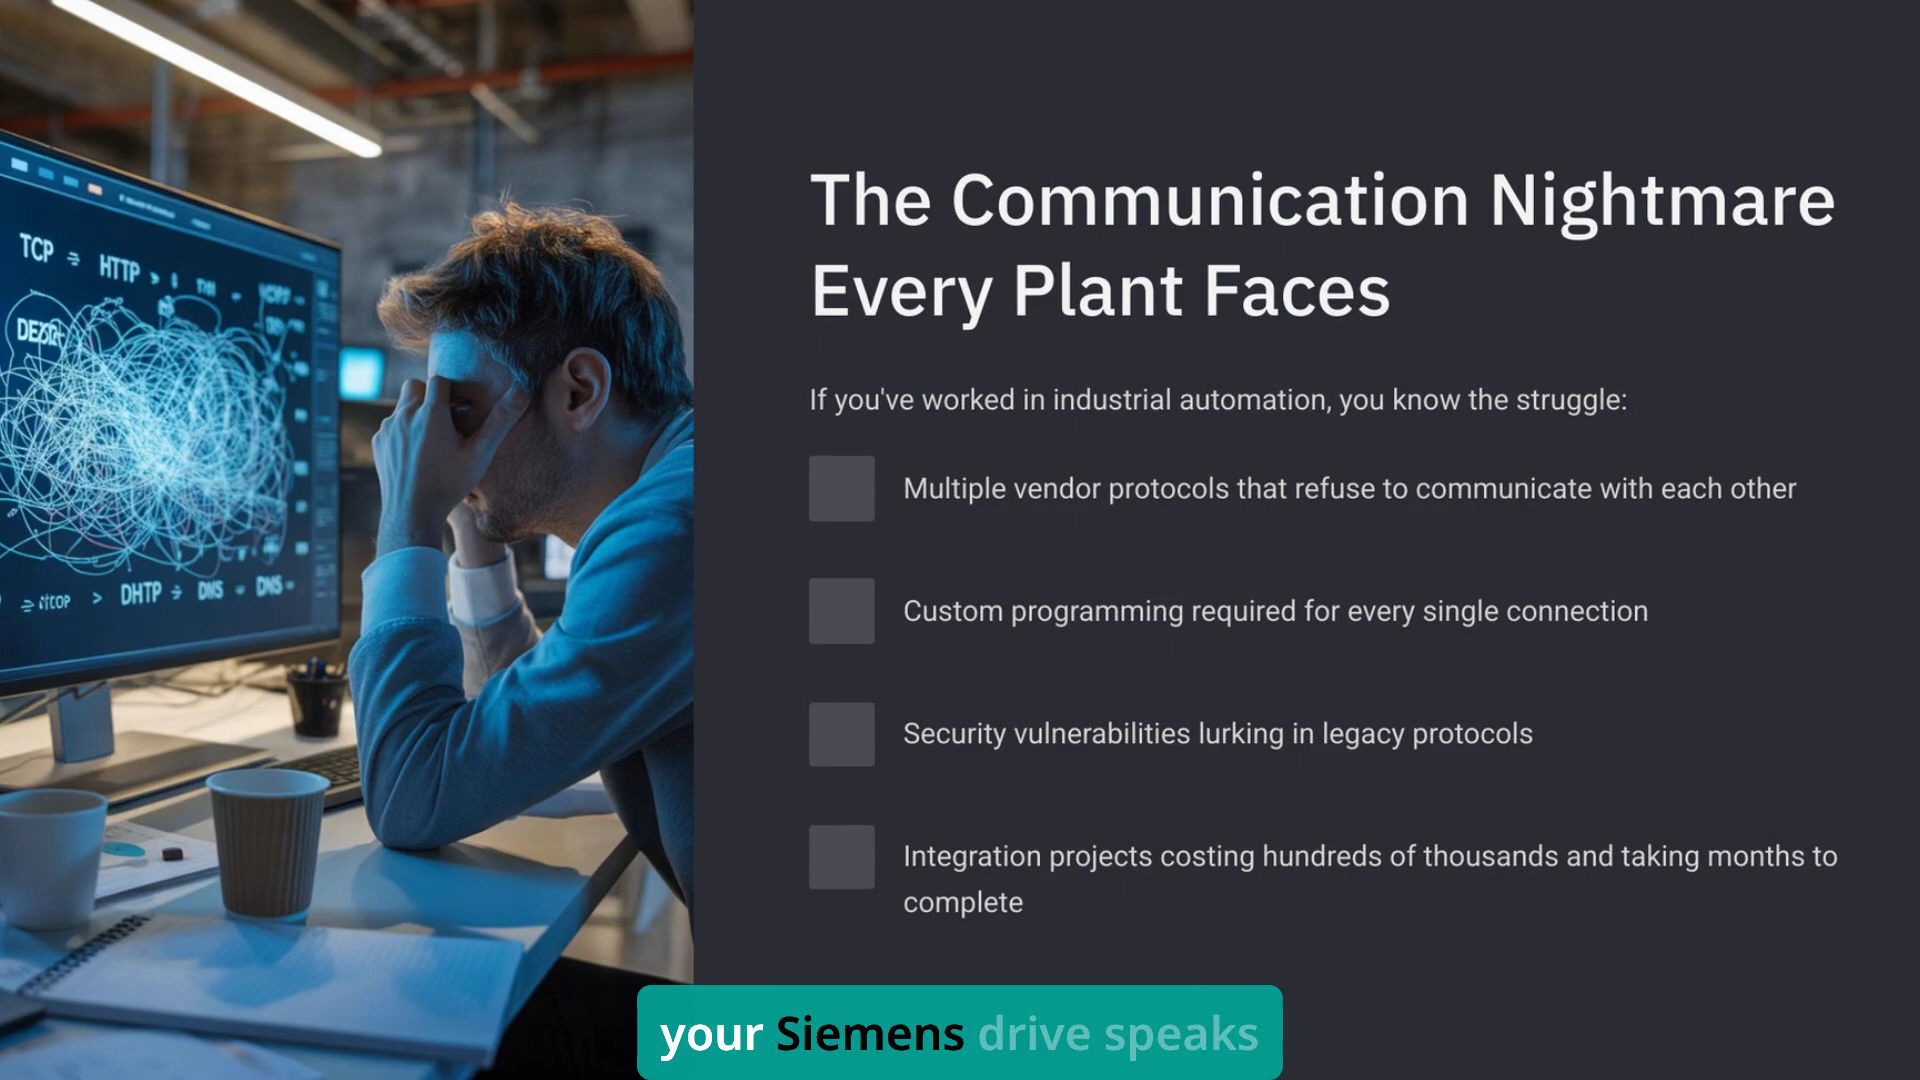 The Communication Nightmare
Every Plant Faces
If you've worked in industrial automation, you know the struggle:
Multiple vendor protocols that refuse to communicate with each other
Custom programming required for every single connection
Security vulnerabilities lurking in legacy protocols
Integration projects costing hundreds of thousands and taking months to
complete
your Siemens drive speaks
TCP
HTTP
DHTP > DNS - DNS